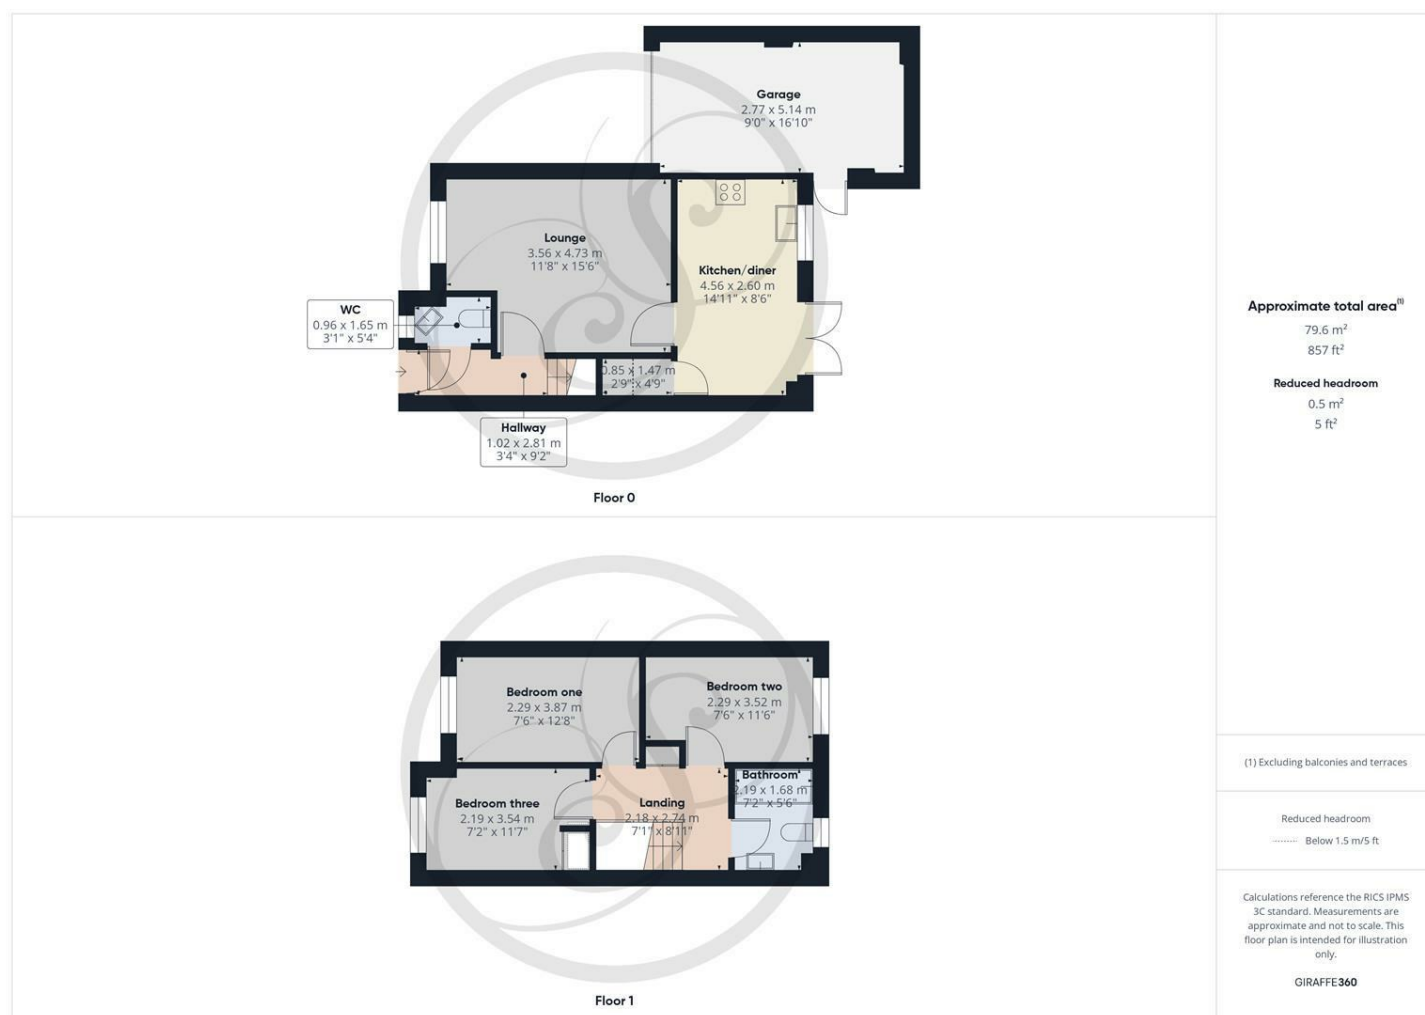 Garage
2.77 x 5.14 m
9'0" x 16'10"
Lounge
3.56 x 4.73 m
11'8" x 15'6"
Kitchen/diner
4.56 x 2.60 m
14'11" x 8'6"
WC
0.96 x 1.65 m
3'1" x 5'4"
0.85 x 1.47 m
2'9" x 4'9"
Hallway
1.02 x 2.81 m
3'4" x 9'2"
Floor 0
Bedroom one
2.29 x 3.87 m
7'6" x 12'8"
Bedroom two
2.29 x 3.52 m
7'6" x 11'6"
Bedroom three
2.19 x 3.54 m
7'2" x 11'7"
Landing
2.18 x 2.74 m
7'1" x 8'11"
Bathroom
2.19 x 1.68 m
7'2" x 5'6"
Floor 1
Approximate total area(1)
79.6 m²
857 ft²
Reduced headroom
0.5 m²
5 ft²
(1) Excluding balconies and terraces
Reduced headroom
Below 1.5 m/5 ft
Calculations reference the RICS IPMS
3C standard. Measurements are
approximate and not to scale. This
floor plan is intended for illustration
only.
GIRAFFE360